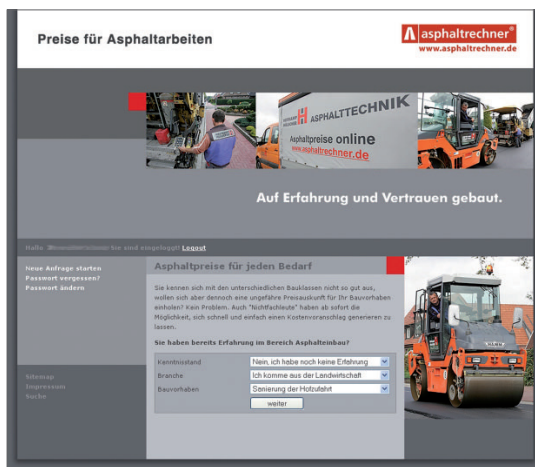 Preise für Asphaltarbeiten
asphaltrechner®
www.asphaltrechner.de
ASPHALTTECHNIK
Asphaltpreise online
www.asphaltrechner.de
HAMM
Auf Erfahrung und Vertrauen gebaut.
Hallo Sie sind eingeloggt! Logout
Neue Anfrage starten
Passwort vergessen?
Passwort ändern
Asphaltpreise für jeden Bedarf
Sie kennen sich mit den unterschiedlichen Bauklassen nicht so gut aus,
wollen sich aber dennoch eine ungefähre Preisauskunft für Ihr Bauvorhaben
einholen? Kein Problem. Auch "Nichtfachleute" haben ab sofort die
Möglichkeit, sich schnell und einfach einen Kostenvoranschlag generieren zu
lassen.
Sie haben bereits Erfahrung im Bereich Asphalteinbau?
Kenntnisstand Nein, ich habe noch keine Erfahrung
Branche Ich komme aus der Landwirtschaft
Bauvorhaben Sanierung der Hofzufahrt
weiter
Sitemap
Impressum
Suche
HAMM